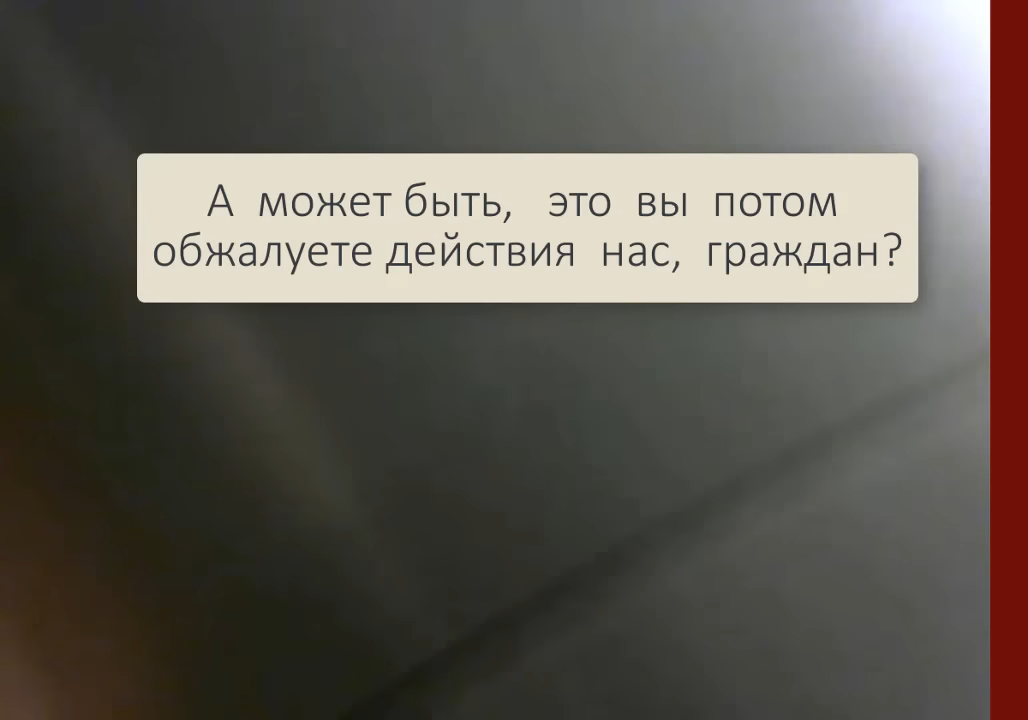 А может быть, это вы потом
обжалуете действия нас, граждан?